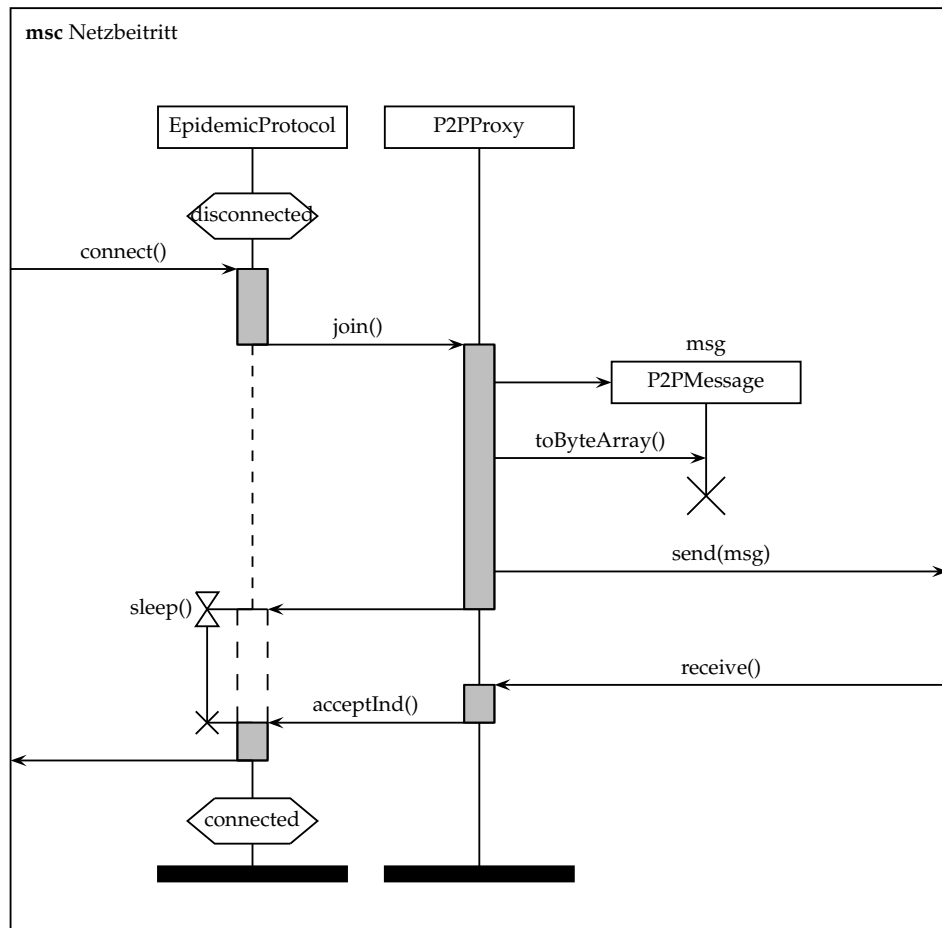 msc Netzbeitritt
EpidemicProtocol
P2PProxy
disconnected
connect()
join()
msg
P2PMessage
toByteArray()
send(msg)
sleep()
receive()
acceptInd()
connected